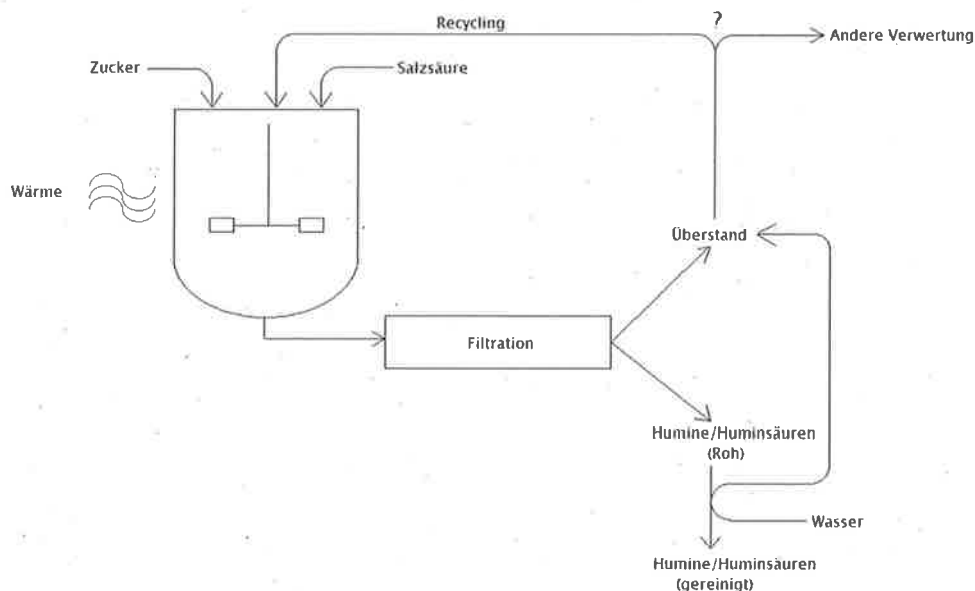 Recycling
?
Andere Verwertung
Zucker
Salzsäure
Wärme
Überstand
Filtration
Humine/Huminsäuren
(Roh)
Wasser
Humine/Huminsäuren
(gereinigt)